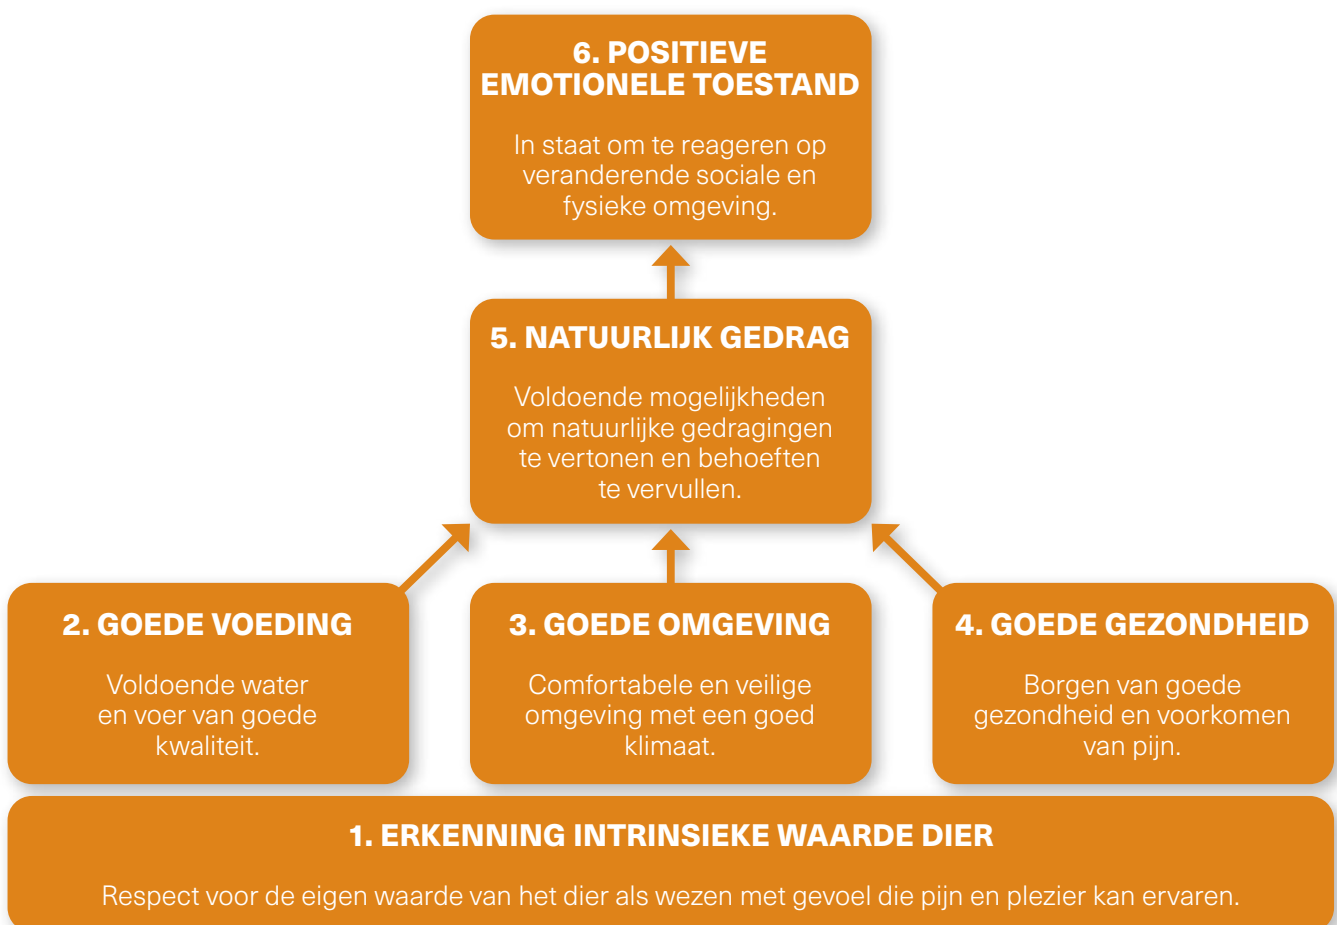 6. POSITIEVE
EMOTIONELE TOESTAND
In staat om te reageren op
veranderende sociale en
fysieke omgeving.
5. NATUURLIJK GEDRAG
Voldoende mogelijkheden
om natuurlijke gedragingen
te vertonen en behoeften
te vervullen.
2. GOEDE VOEDING
Voldoende water
en voer van goede
kwaliteit.
3. GOEDE OMGEVING
Comfortabele en veilige
omgeving met een goed
klimaat.
4. GOEDE GEZONDHEID
Borgen van goede
gezondheid en voorkomen
van pijn.
1. ERKENNING INTRINSIEKE WAARDE DIER
Respect voor de eigen waarde van het dier als wezen met gevoel die pijn en plezier kan ervaren.